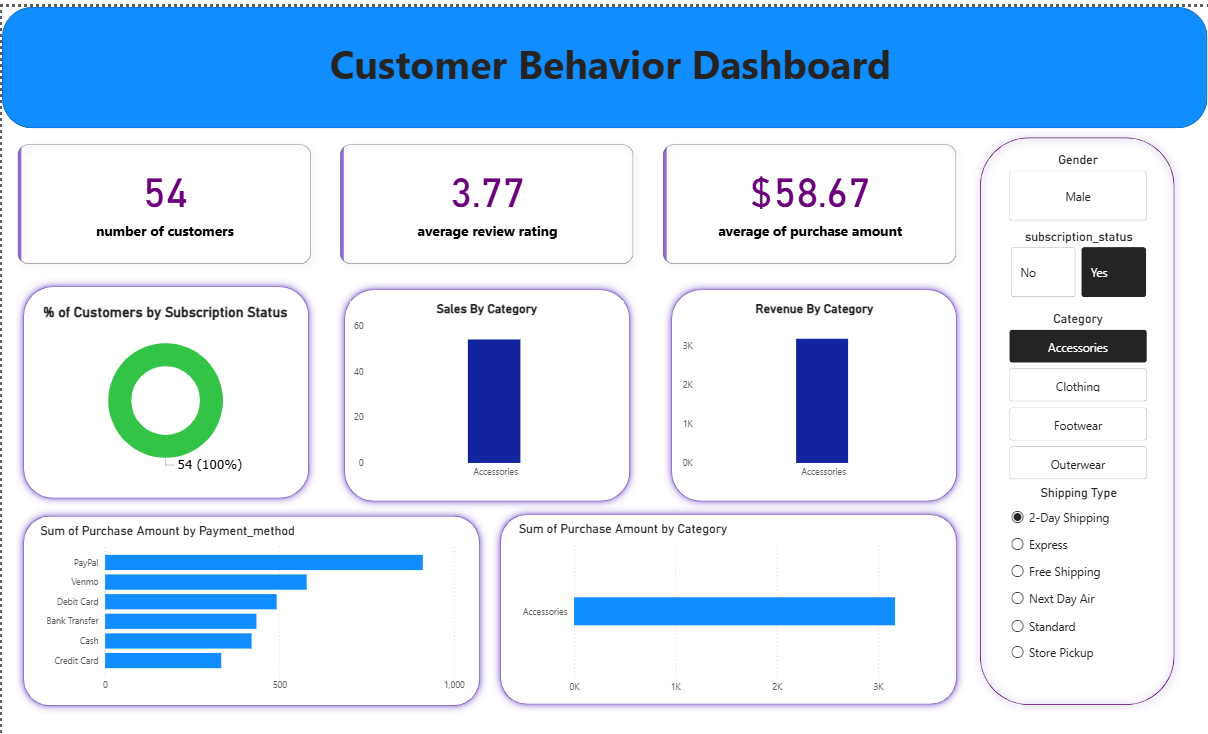 Customer Behavior Dashboard
54
number of customers
3.77
average review rating
$58.67
average of purchase amount
Gender
Male
subscription_status
No
Yes
Category
Accessories
Clothing
Footwear
Outerwear
Shipping Type
2-Day Shipping
Express
Free Shipping
Next Day Air
Standard
Store Pickup
% of Customers by Subscription Status
54 (100%)
Sales By Category
60
40
20
0
Accessories
Revenue By Category
3K
2K
1K
0K
Accessories
Sum of Purchase Amount by Payment_method
PayPal
Venmo
Debit Card
Bank Transfer
Cash
Credit Card
0 500 1,000
Sum of Purchase Amount by Category
Accessories
0K 1K 2K 3K